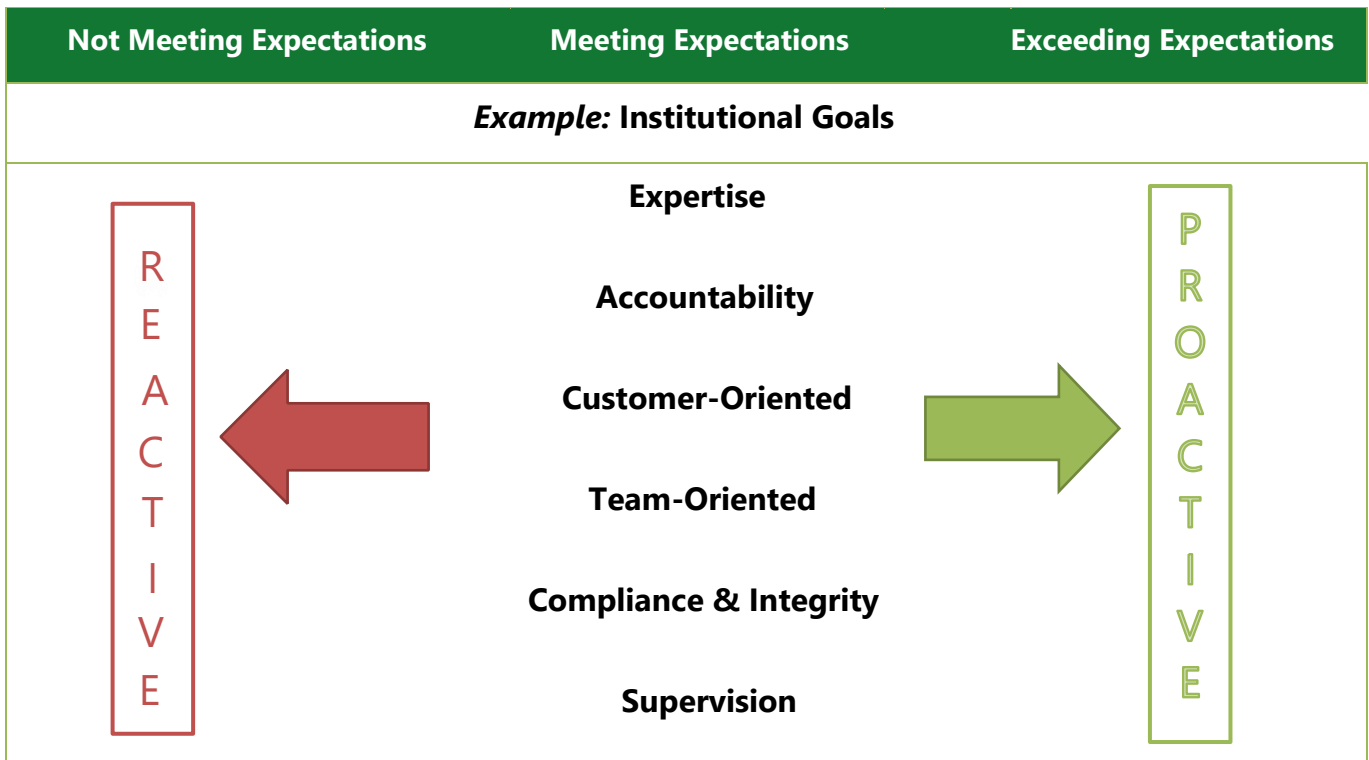 Not Meeting Expectations Meeting Expectations Exceeding Expectations
Example: Institutional Goals
REACTIVE
Expertise
Accountability
Customer-Oriented
Team-Oriented
Compliance & Integrity
Supervision
PROACTIVE